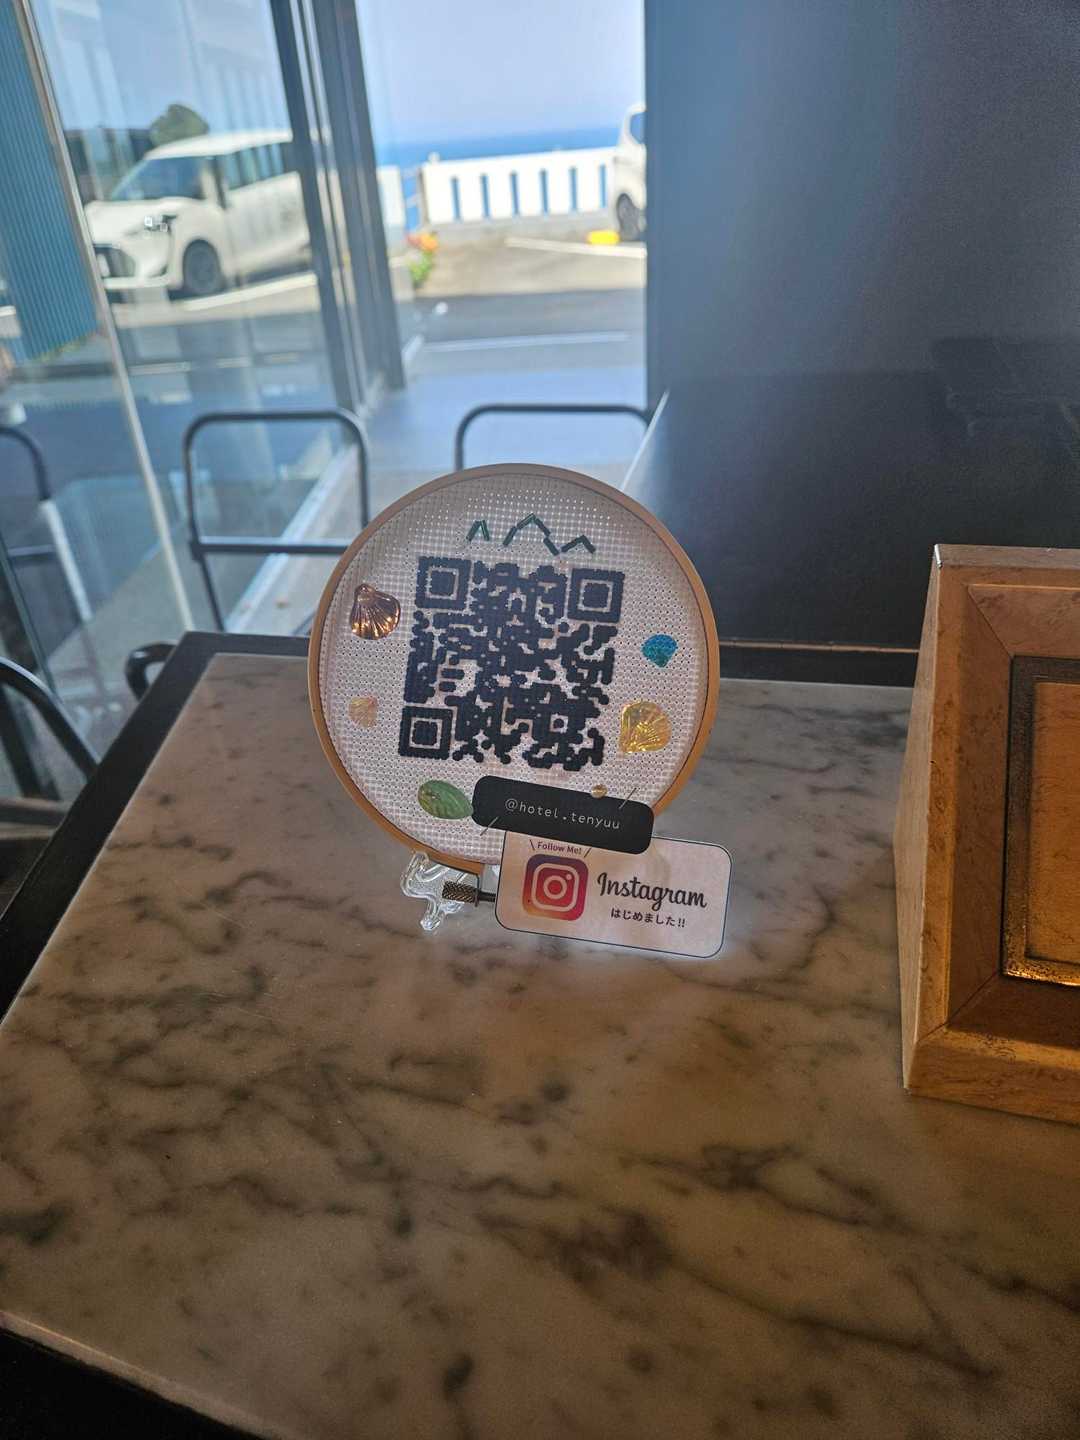 @hotel.tenyuu
\ Follow Me! /
Instagram
はじめました!!